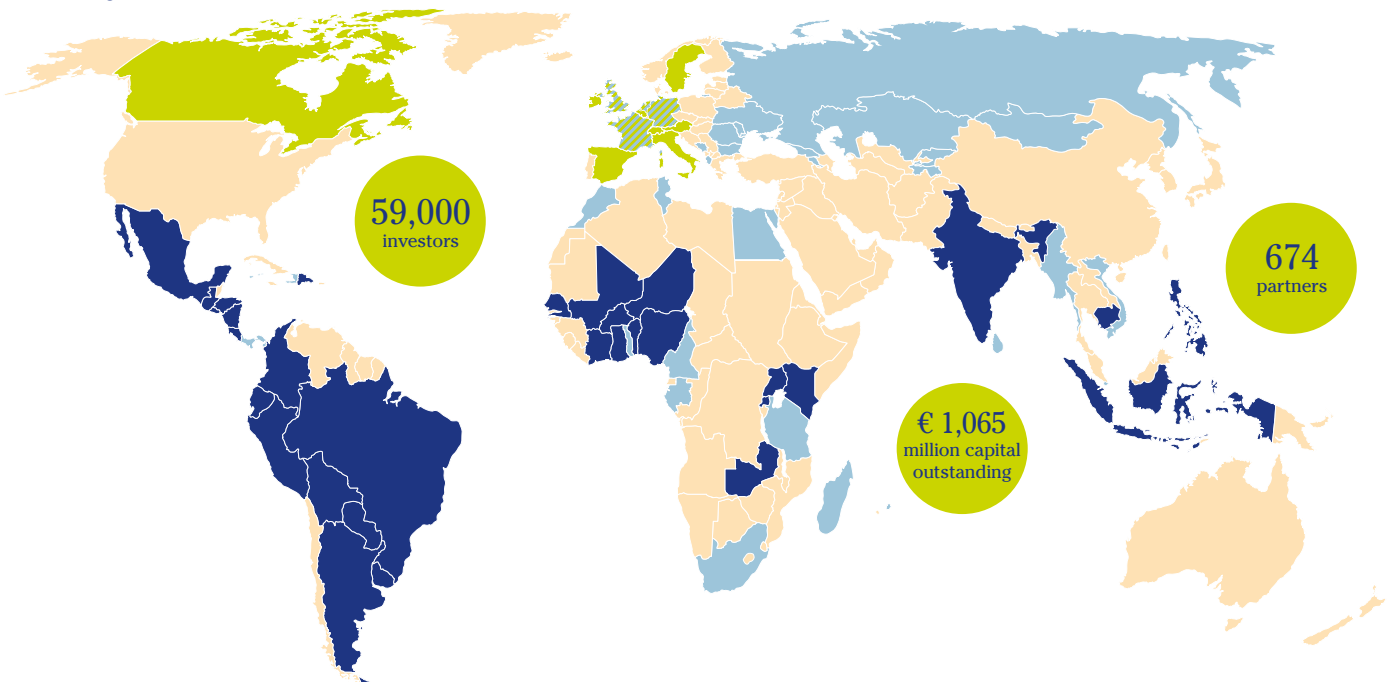 59,000
investors
674
partners
€ 1,065
million capital
outstanding